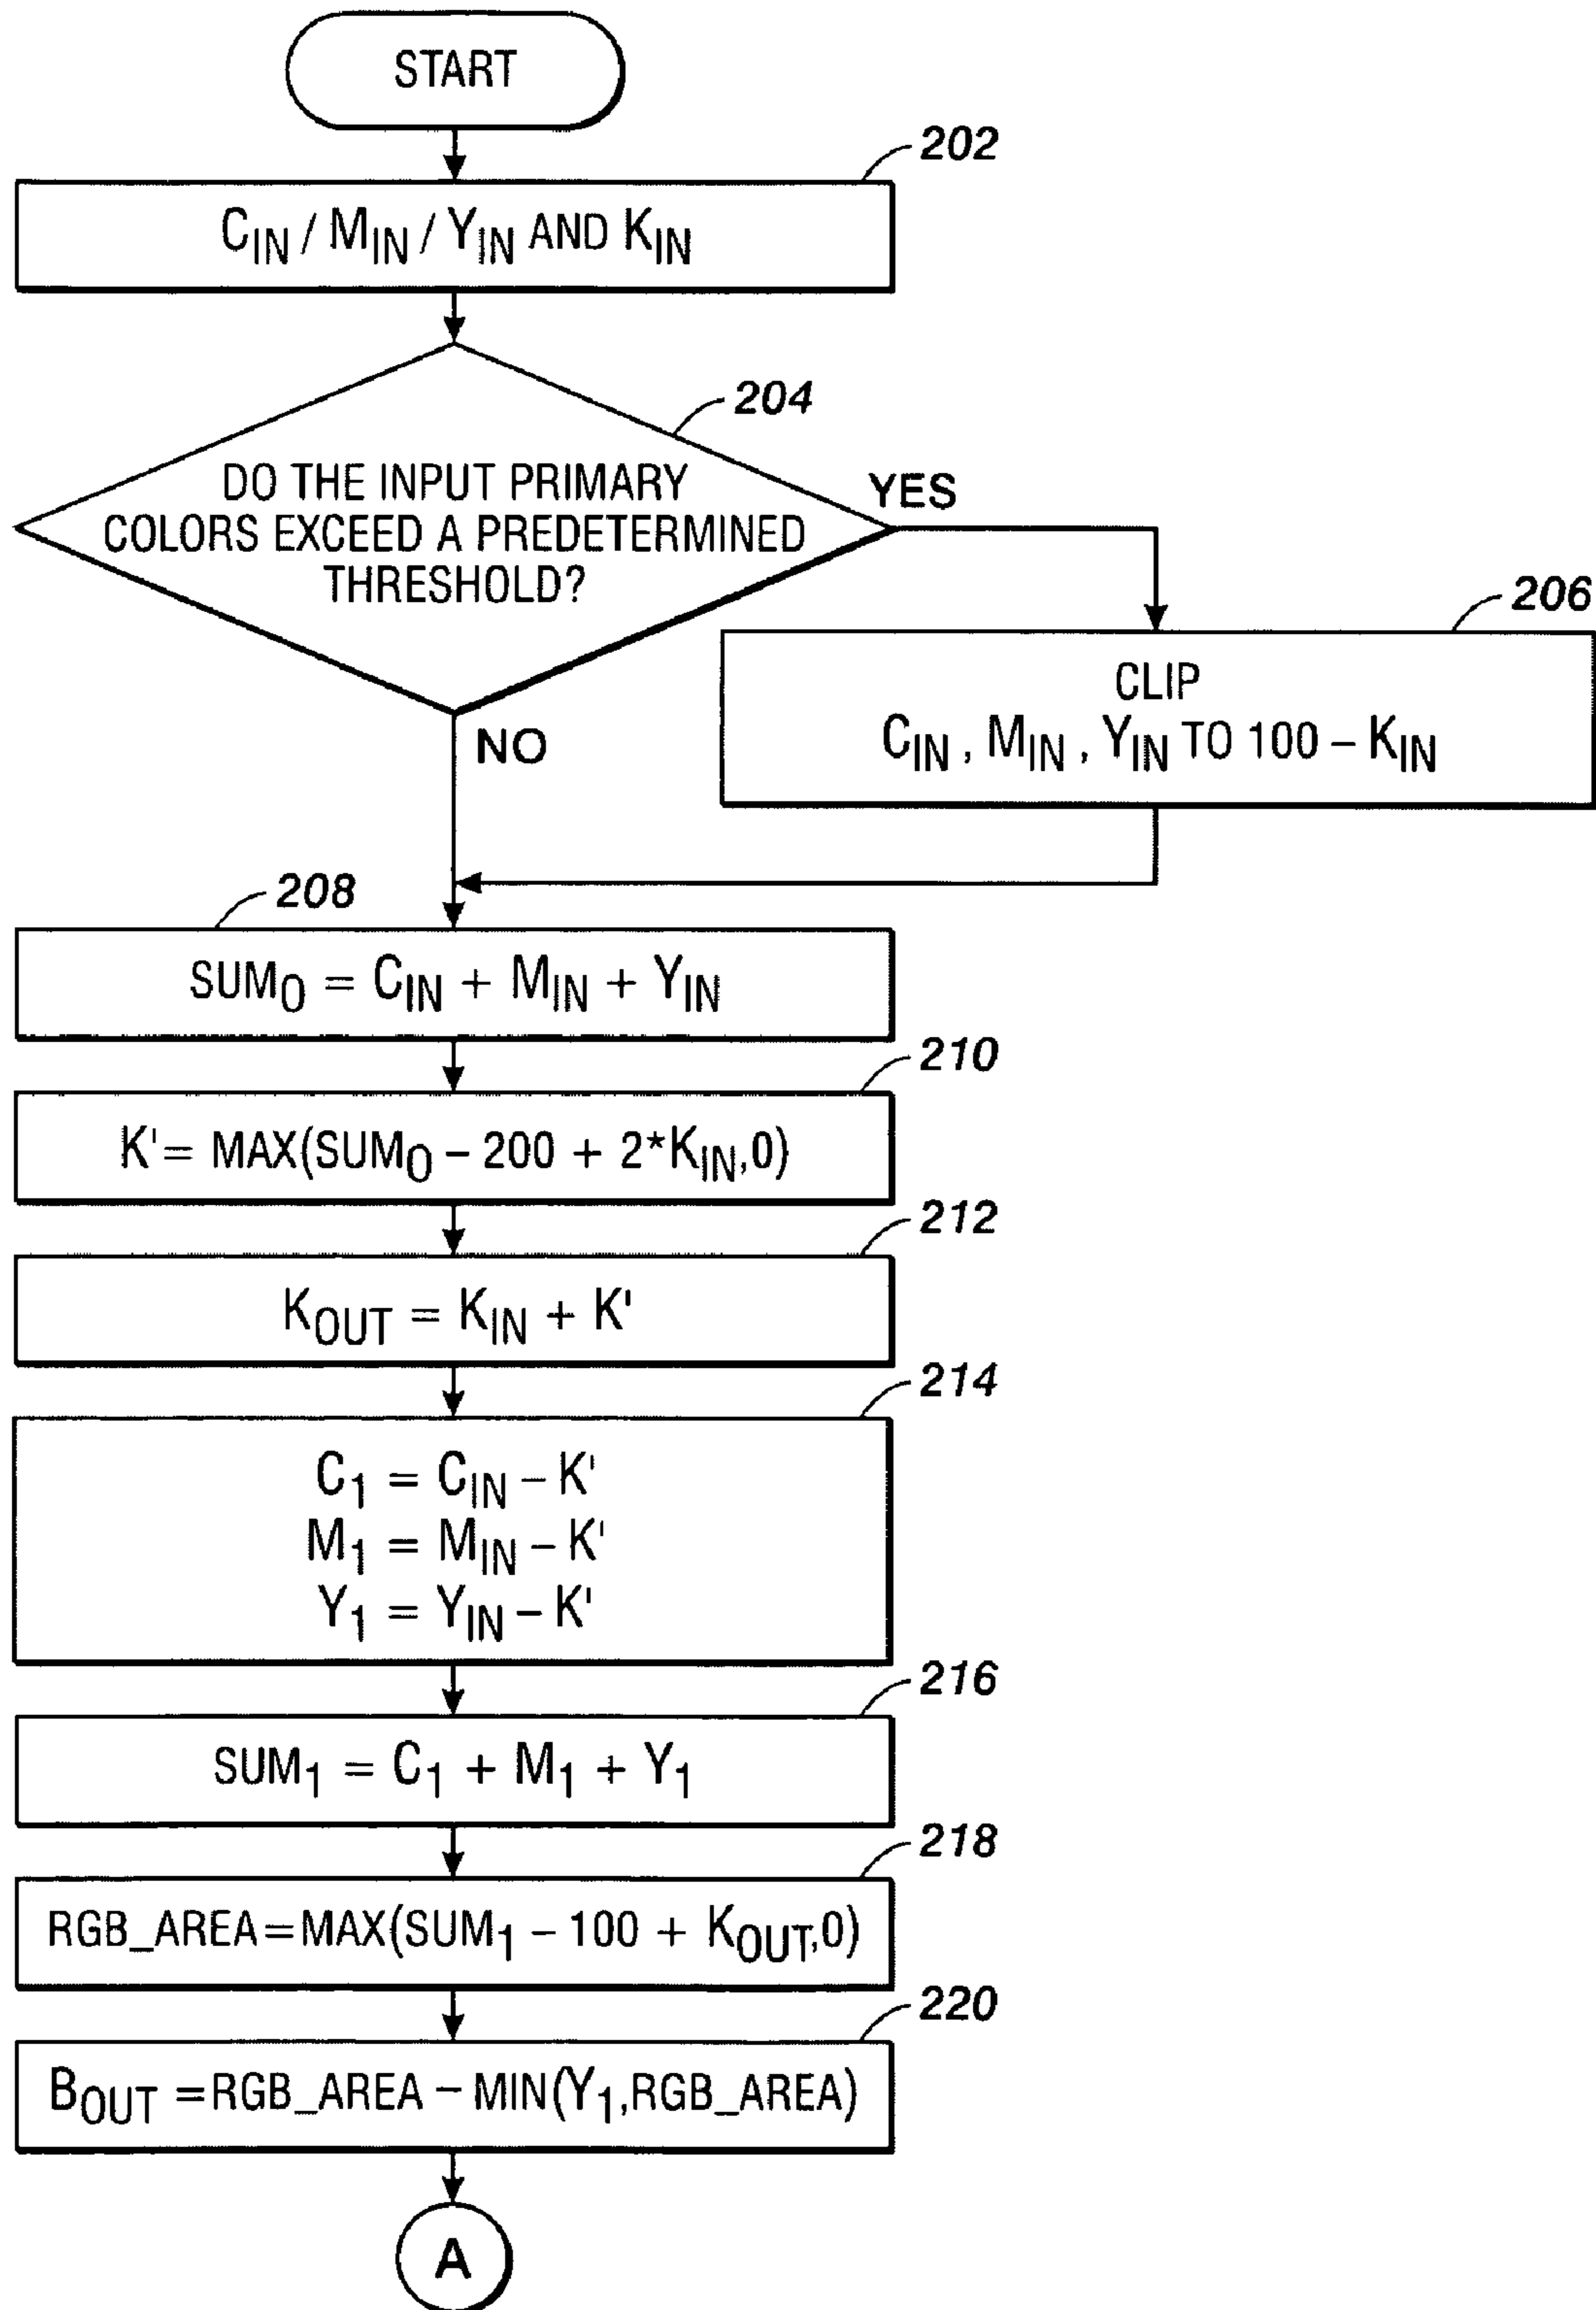 START
202
C_IN / M_IN / Y_IN AND K_IN
204
DO THE INPUT PRIMARY
COLORS EXCEED A PREDETERMINED
THRESHOLD?
YES
206
CLIP
C_IN , M_IN , Y_IN TO 100 – K_IN
NO
208
SUM_0 = C_IN + M_IN + Y_IN
210
K' = MAX(SUM_0 – 200 + 2*K_IN,0)
212
K_OUT = K_IN + K'
214
C_1 = C_IN – K'
M_1 = M_IN – K'
Y_1 = Y_IN – K'
216
SUM_1 = C_1 + M_1 + Y_1
218
RGB_AREA=MAX(SUM_1 – 100 + K_OUT,0)
220
B_OUT =RGB_AREA – MIN(Y_1,RGB_AREA)
A